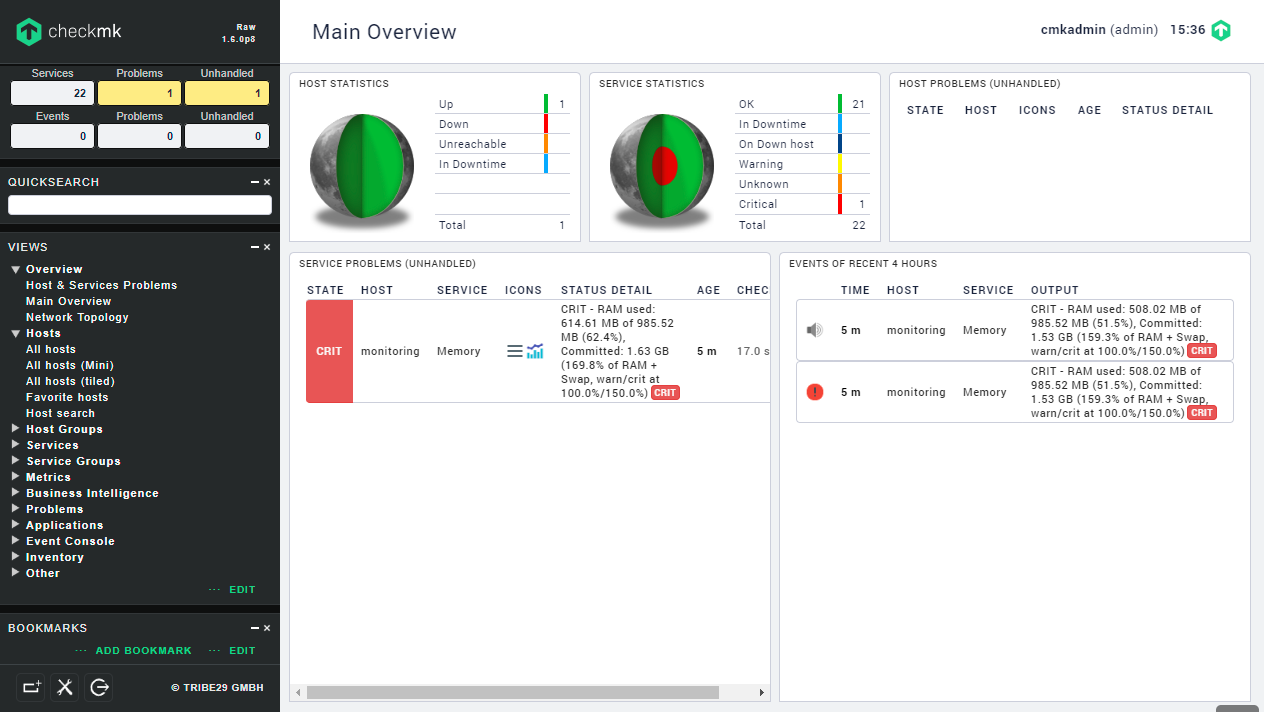 checkmk
Raw
1.6.0p8
Services Problems Unhandled
22 1 1
Events Problems Unhandled
0 0 0
QUICKSEARCH
VIEWS
Overview
Host & Services Problems
Main Overview
Network Topology
Hosts
All hosts
All hosts (Mini)
All hosts (tiled)
Favorite hosts
Host search
Host Groups
Services
Service Groups
Metrics
Business Intelligence
Problems
Applications
Event Console
Inventory
Other
EDIT
BOOKMARKS
ADD BOOKMARK EDIT
© TRIBE29 GMBH
Main Overview
cmkadmin (admin) 15:36
HOST STATISTICS
Up 1
Down
Unreachable
In Downtime
Total 1
SERVICE STATISTICS
OK 21
In Downtime
On Down host
Warning
Unknown
Critical 1
Total 22
HOST PROBLEMS (UNHANDLED)
STATE HOST ICONS AGE STATUS DETAIL
SERVICE PROBLEMS (UNHANDLED)
STATE HOST SERVICE ICONS STATUS DETAIL AGE CHEC
CRIT monitoring Memory
CRIT - RAM used:
614.61 MB of 985.52
MB (62.4%),
Committed: 1.63 GB
(169.8% of RAM +
Swap, warn/crit at
100.0%/150.0%) CRIT
5 m 17.0 s
EVENTS OF RECENT 4 HOURS
TIME HOST SERVICE OUTPUT
5 m monitoring Memory
CRIT - RAM used: 508.02 MB of
985.52 MB (51.5%), Committed:
1.53 GB (159.3% of RAM + Swap,
warn/crit at 100.0%/150.0%) CRIT
5 m monitoring Memory
CRIT - RAM used: 508.02 MB of
985.52 MB (51.5%), Committed:
1.53 GB (159.3% of RAM + Swap,
warn/crit at 100.0%/150.0%) CRIT